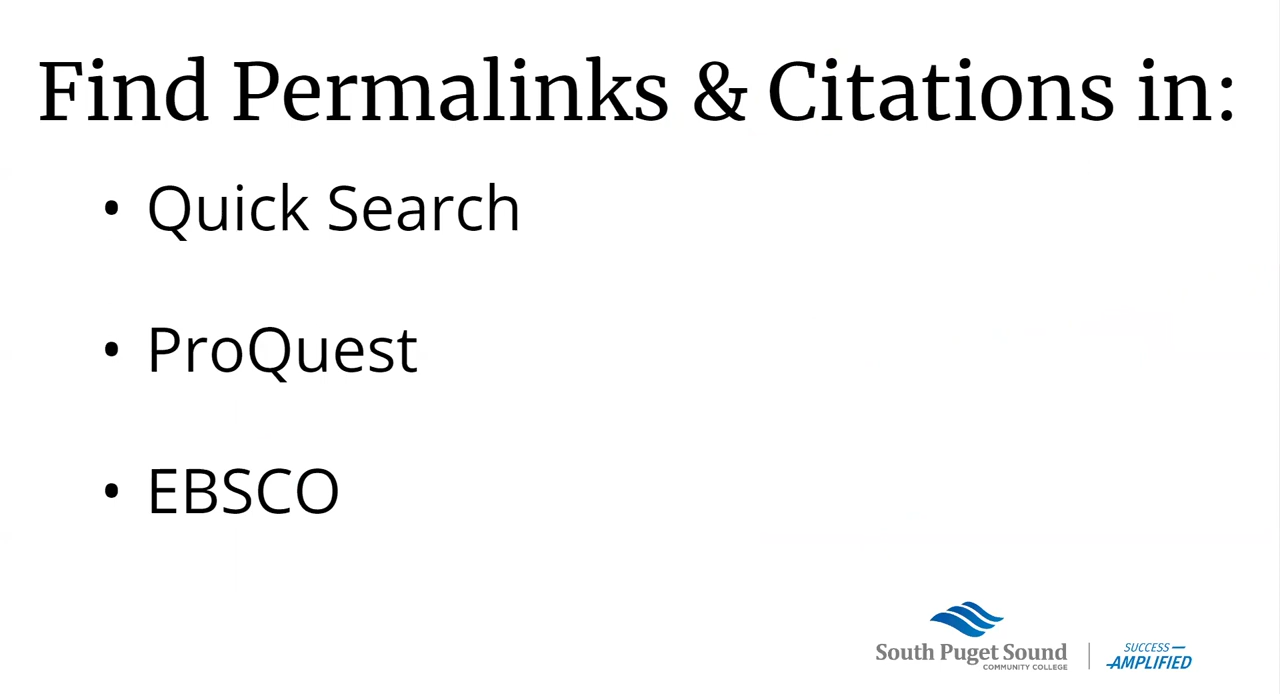 Find Permalinks & Citations in:
• Quick Search
• ProQuest
• EBSCO
South Puget Sound
COMMUNITY COLLEGE
SUCCESS
AMPLIFIED